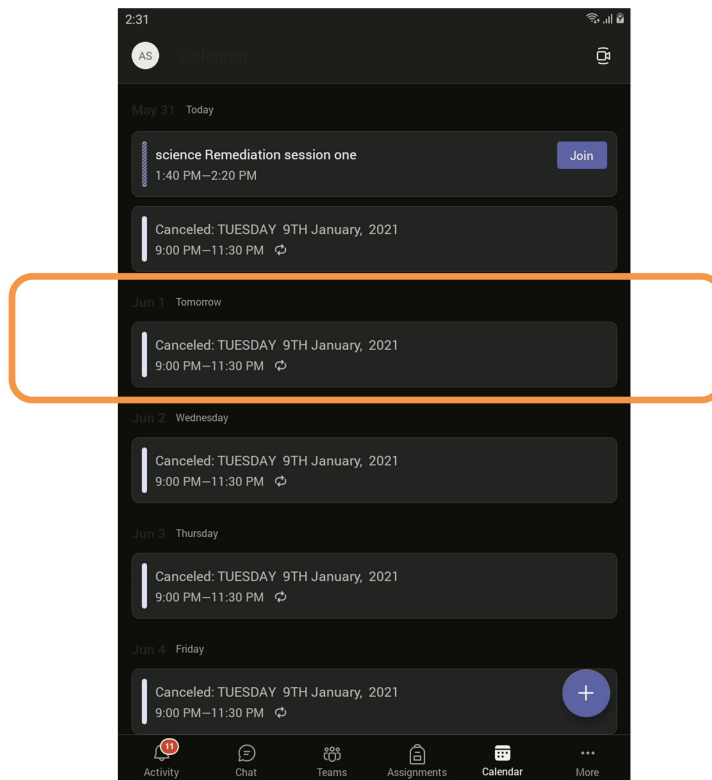 2:31
AS Calendar
May 31 Today
science Remediation session one
1:40 PM–2:20 PM
Join
Canceled: TUESDAY 9TH January, 2021
9:00 PM–11:30 PM
Jun 1 Tomorrow
Canceled: TUESDAY 9TH January, 2021
9:00 PM–11:30 PM
Jun 2 Wednesday
Canceled: TUESDAY 9TH January, 2021
9:00 PM–11:30 PM
Jun 3 Thursday
Canceled: TUESDAY 9TH January, 2021
9:00 PM–11:30 PM
Jun 4 Friday
Canceled: TUESDAY 9TH January, 2021
9:00 PM–11:30 PM
11
Activity Chat Teams Assignments Calendar More